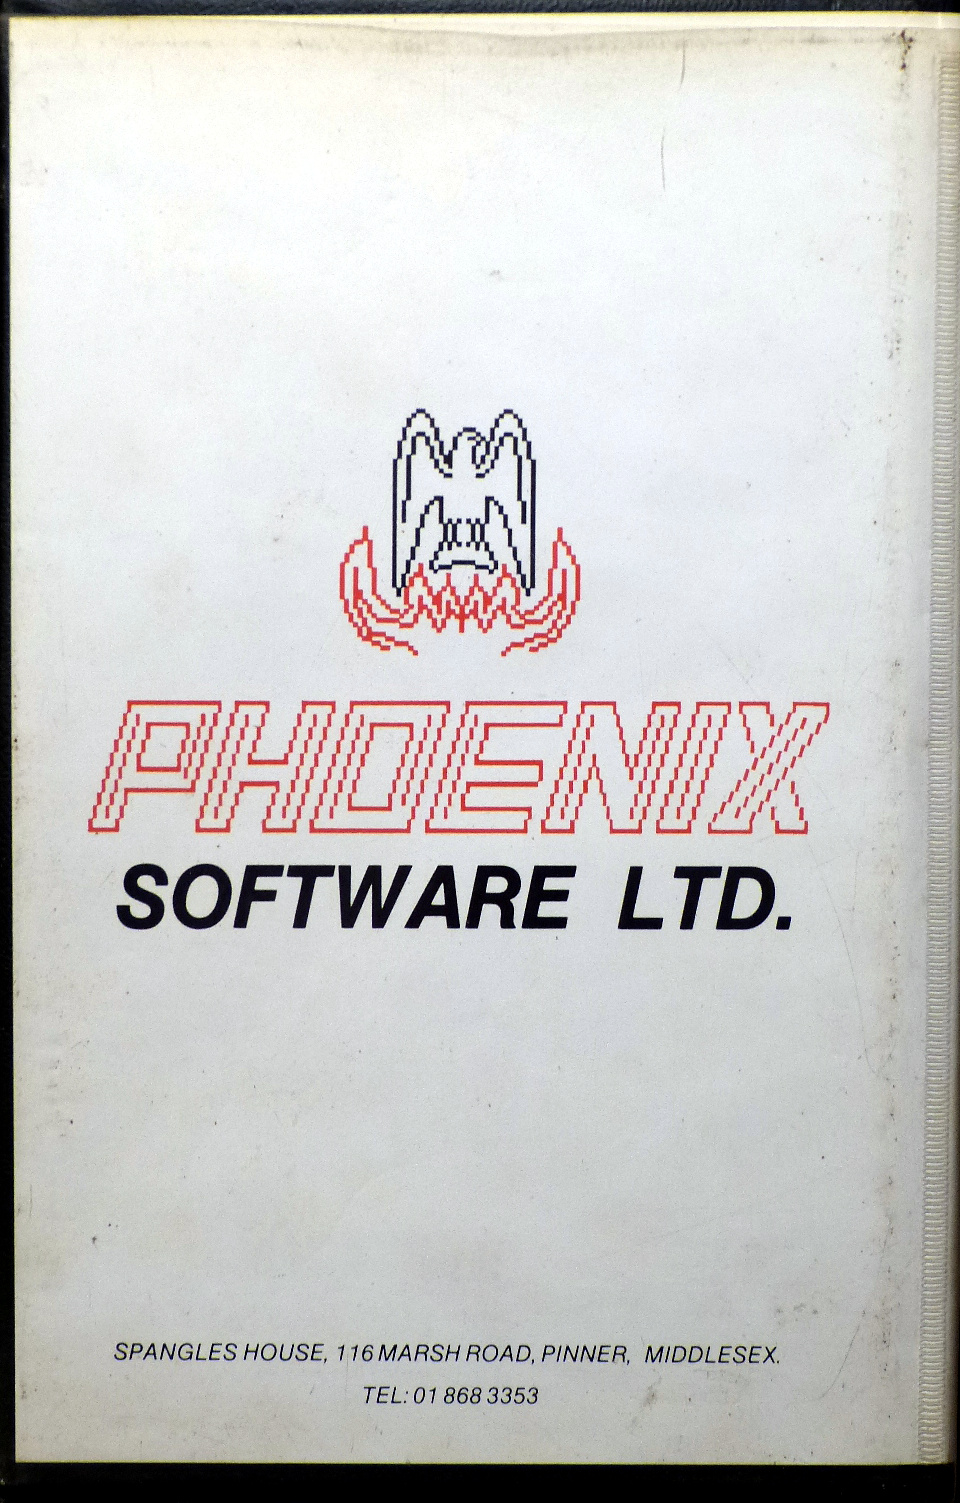 PHOENIX
SOFTWARE LTD.
SPANGLES HOUSE, 116 MARSH ROAD, PINNER, MIDDLESEX.
TEL: 01 868 3353